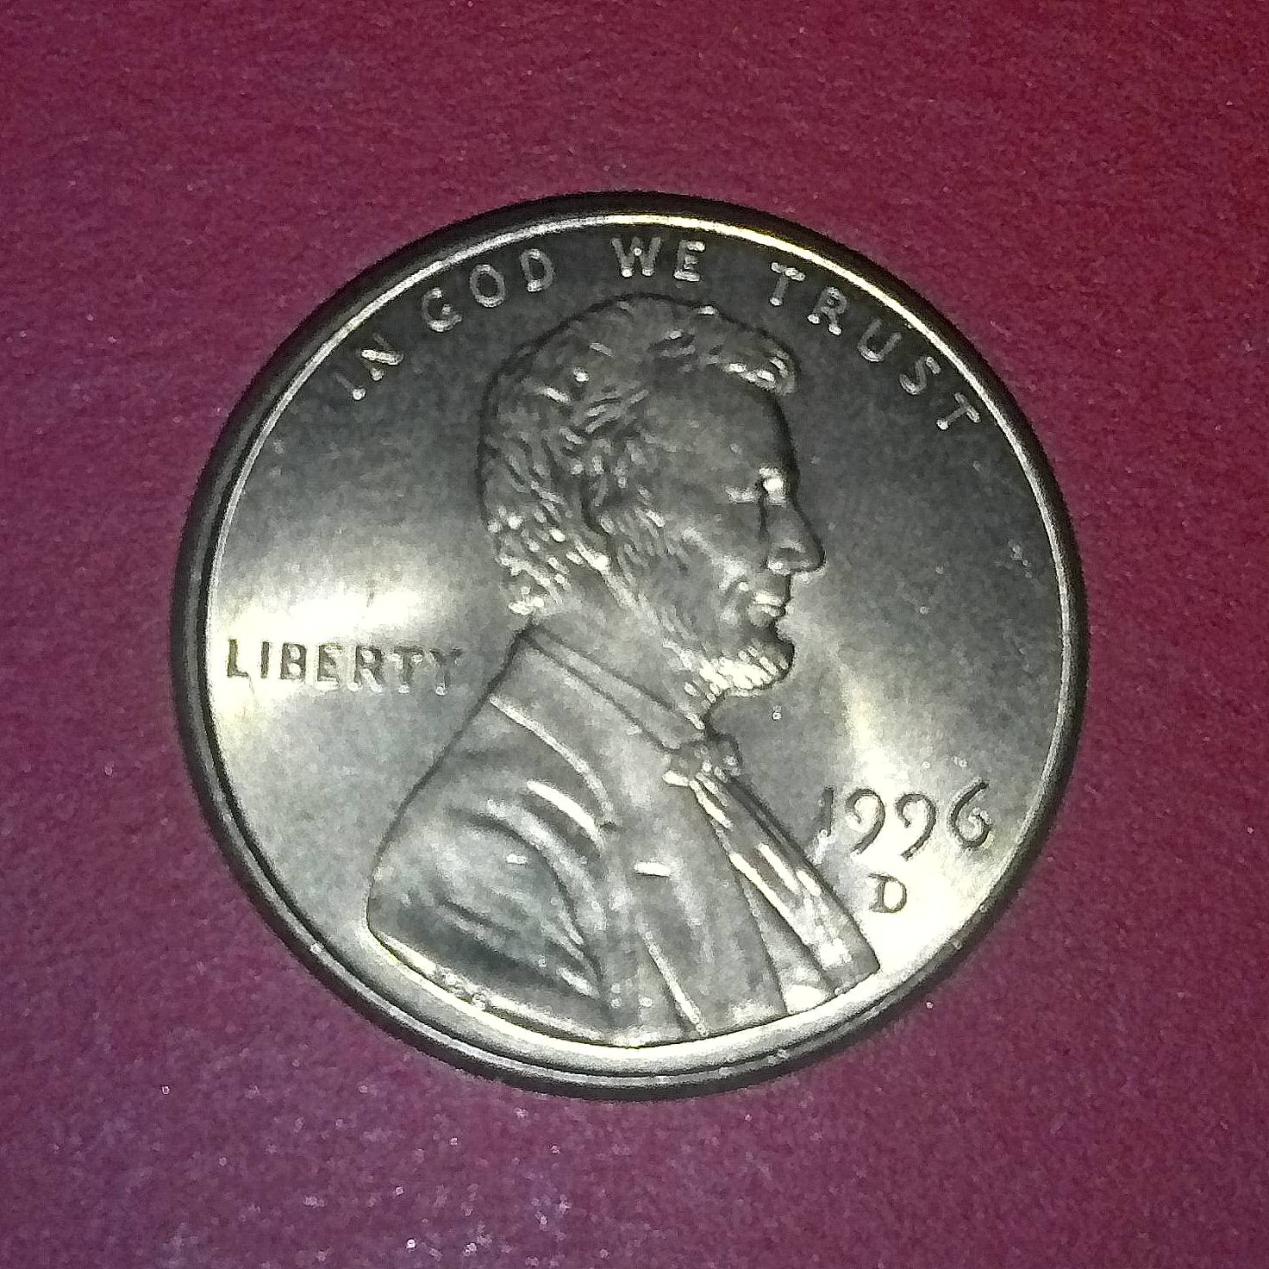 IN GOD WE TRUST
LIBERTY
1996
D